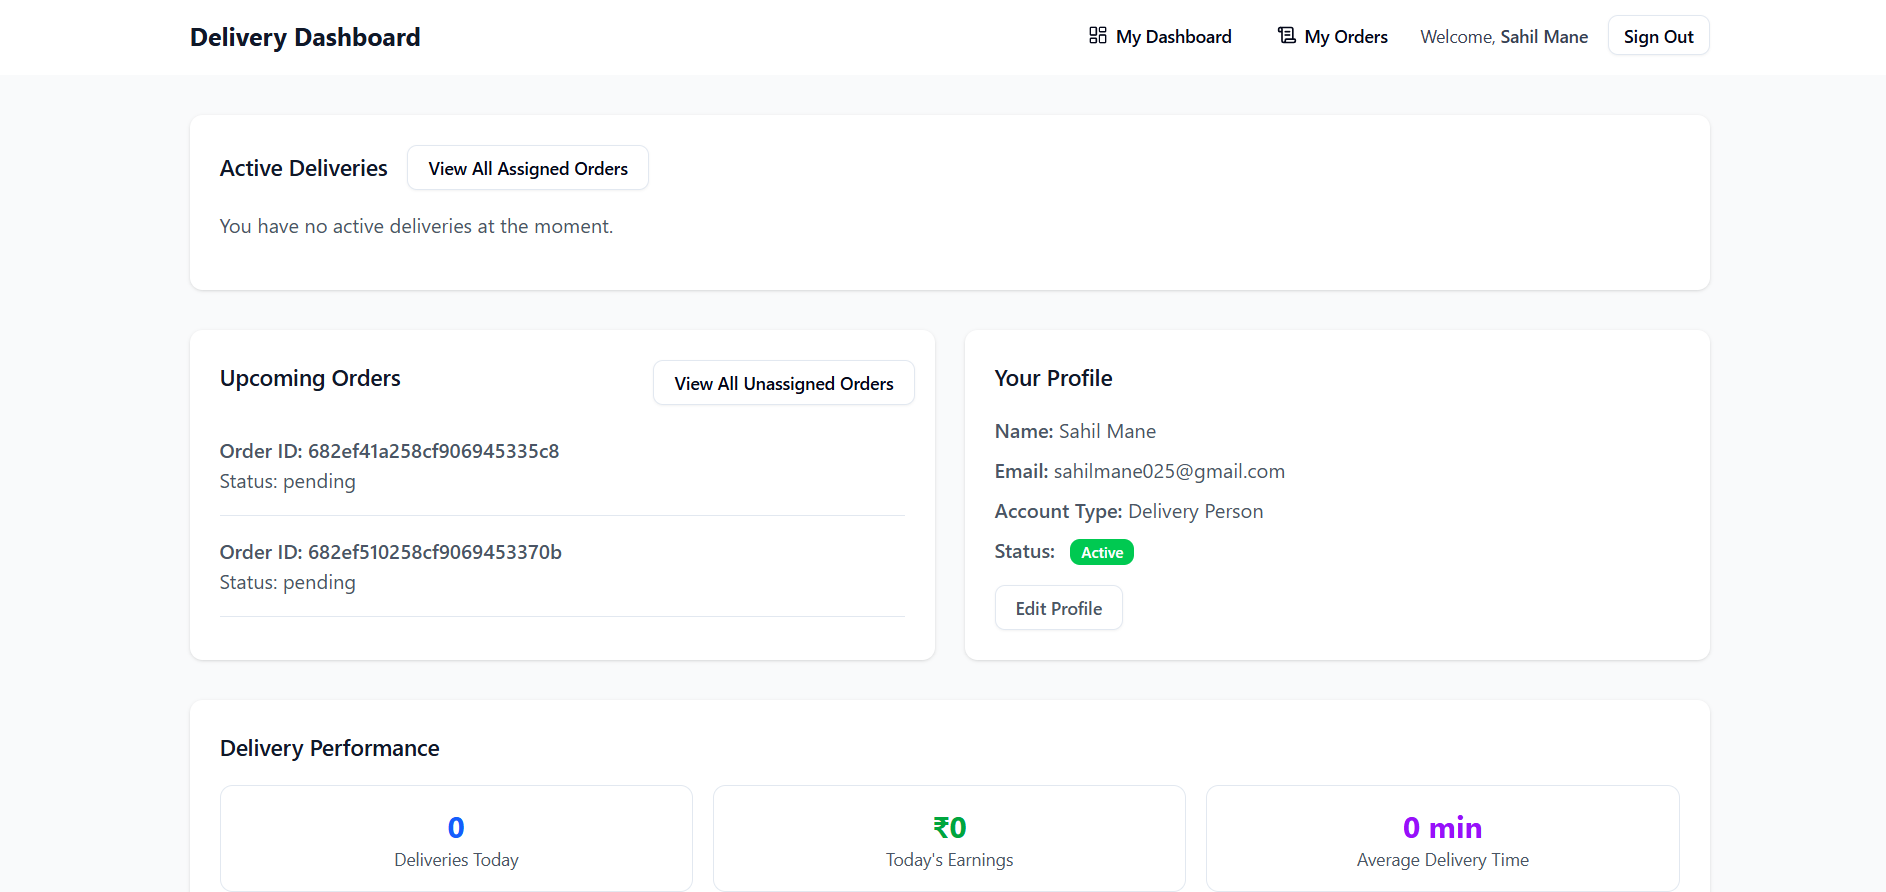 Delivery Dashboard
My Dashboard
My Orders
Welcome, Sahil Mane
Sign Out
Active Deliveries
View All Assigned Orders
You have no active deliveries at the moment.
Upcoming Orders
View All Unassigned Orders
Order ID: 682ef41a258cf906945335c8
Status: pending
Order ID: 682ef510258cf9069453370b
Status: pending
Your Profile
Name: Sahil Mane
Email: sahilmane025@gmail.com
Account Type: Delivery Person
Status: Active
Edit Profile
Delivery Performance
0
Deliveries Today
₹0
Today's Earnings
0 min
Average Delivery Time